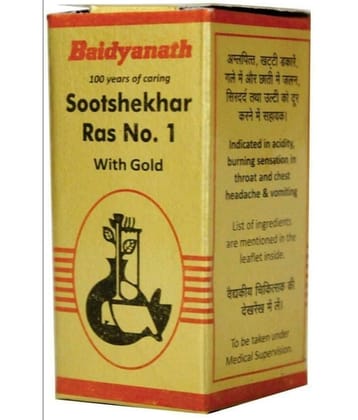 Baidyanath
100 years of caring
Sootshekhar
Ras No. 1
With Gold
अम्लपित्त, खट्टी डकारें,
गले में और छाती में जलन,
सिरदर्द तथा उल्टी को दूर
करने में सहायक।
Indicated in acidity,
burning sensation in
throat and chest
headache & vomiting
List of ingredients
are mentioned in the
leaflet inside.
वैद्यकीय चिकित्सक की
देखरेख में लें।
To be taken under
Medical Supervision.